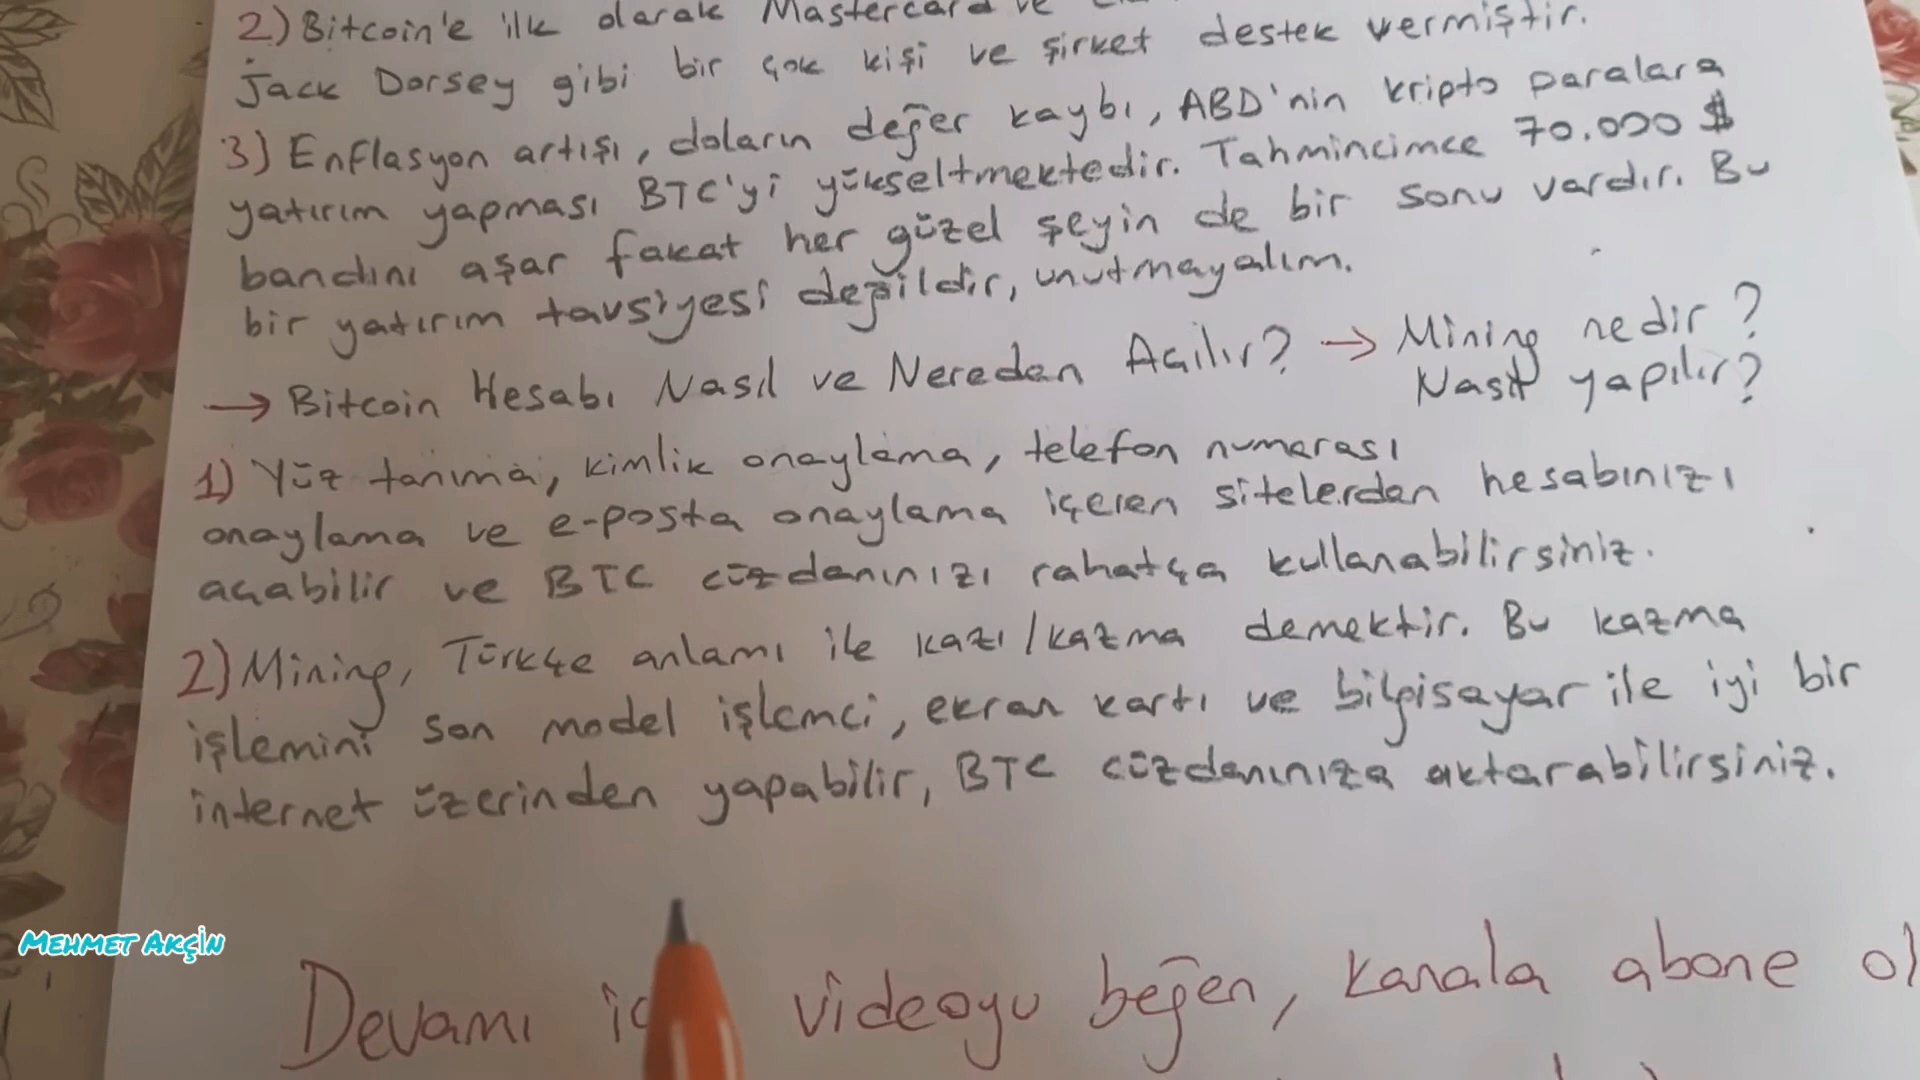 2) Bitcoin'e ilk olarak Mastercard ve
Jack Dorsey gibi bir çok kişi ve şirket destek vermiştir.
3) Enflasyon artışı, doların değer kaybı, ABD'nin kripto paralara
yatırım yapması BTC'yi yükseltmektedir. Tahmincimce 70.000 $
bandını aşar fakat her güzel şeyin de bir sonu vardır. Bu
bir yatırım tavsiyesi değildir, unutmayalım.
→ Bitcoin Hesabı Nasıl ve Nereden Açılır? → Mining nedir?
Nasıl yapılır?
1) Yüz tanıma, kimlik onaylama, telefon numarası
onaylama ve e-posta onaylama içeren sitelerden hesabınızı
açabilir ve BTC cüzdanınızı rahatça kullanabilirsiniz.
2) Mining, Türkçe anlamı ile kazı/kazma demektir. Bu kazma
işlemini son model işlemci, ekran kartı ve bilgisayar ile iyi bir
internet üzerinden yapabilir, BTC cüzdanınıza aktarabilirsiniz.
MEHMET AKÇİN
Devamı videoyu beğen, kanala abone ol